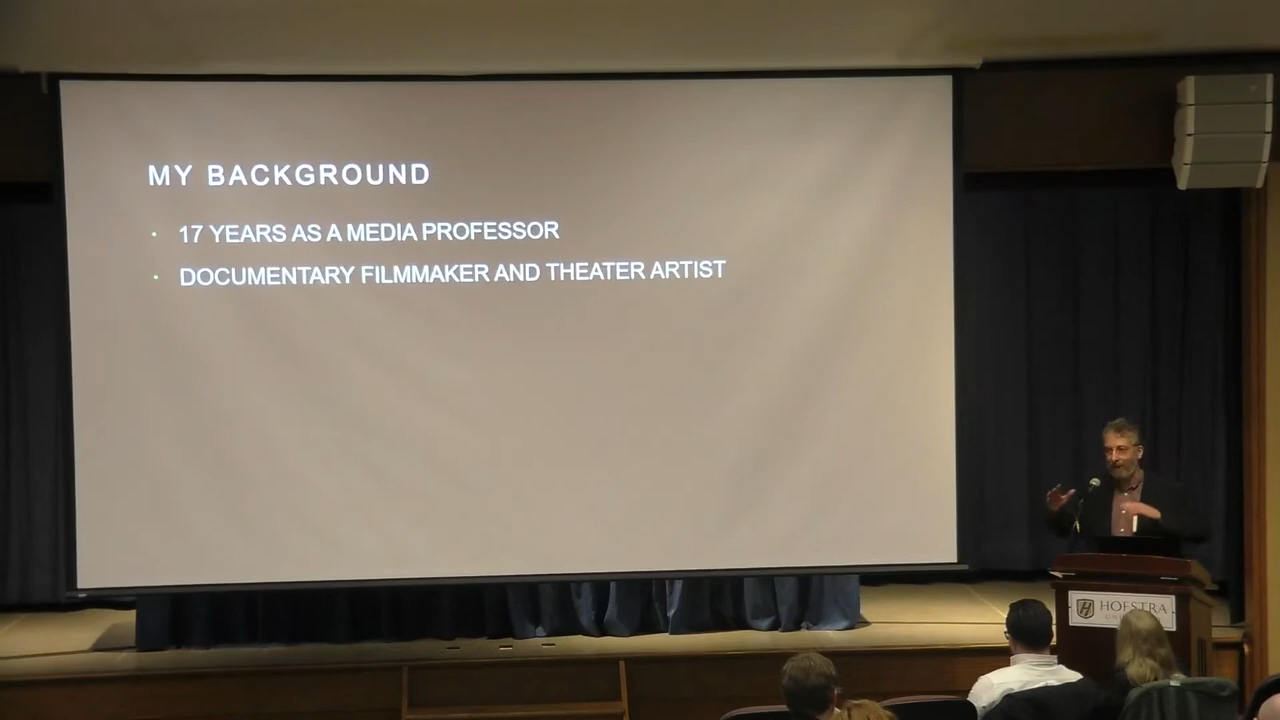 MY BACKGROUND
· 17 YEARS AS A MEDIA PROFESSOR
· DOCUMENTARY FILMMAKER AND THEATER ARTIST
HOFSTRA